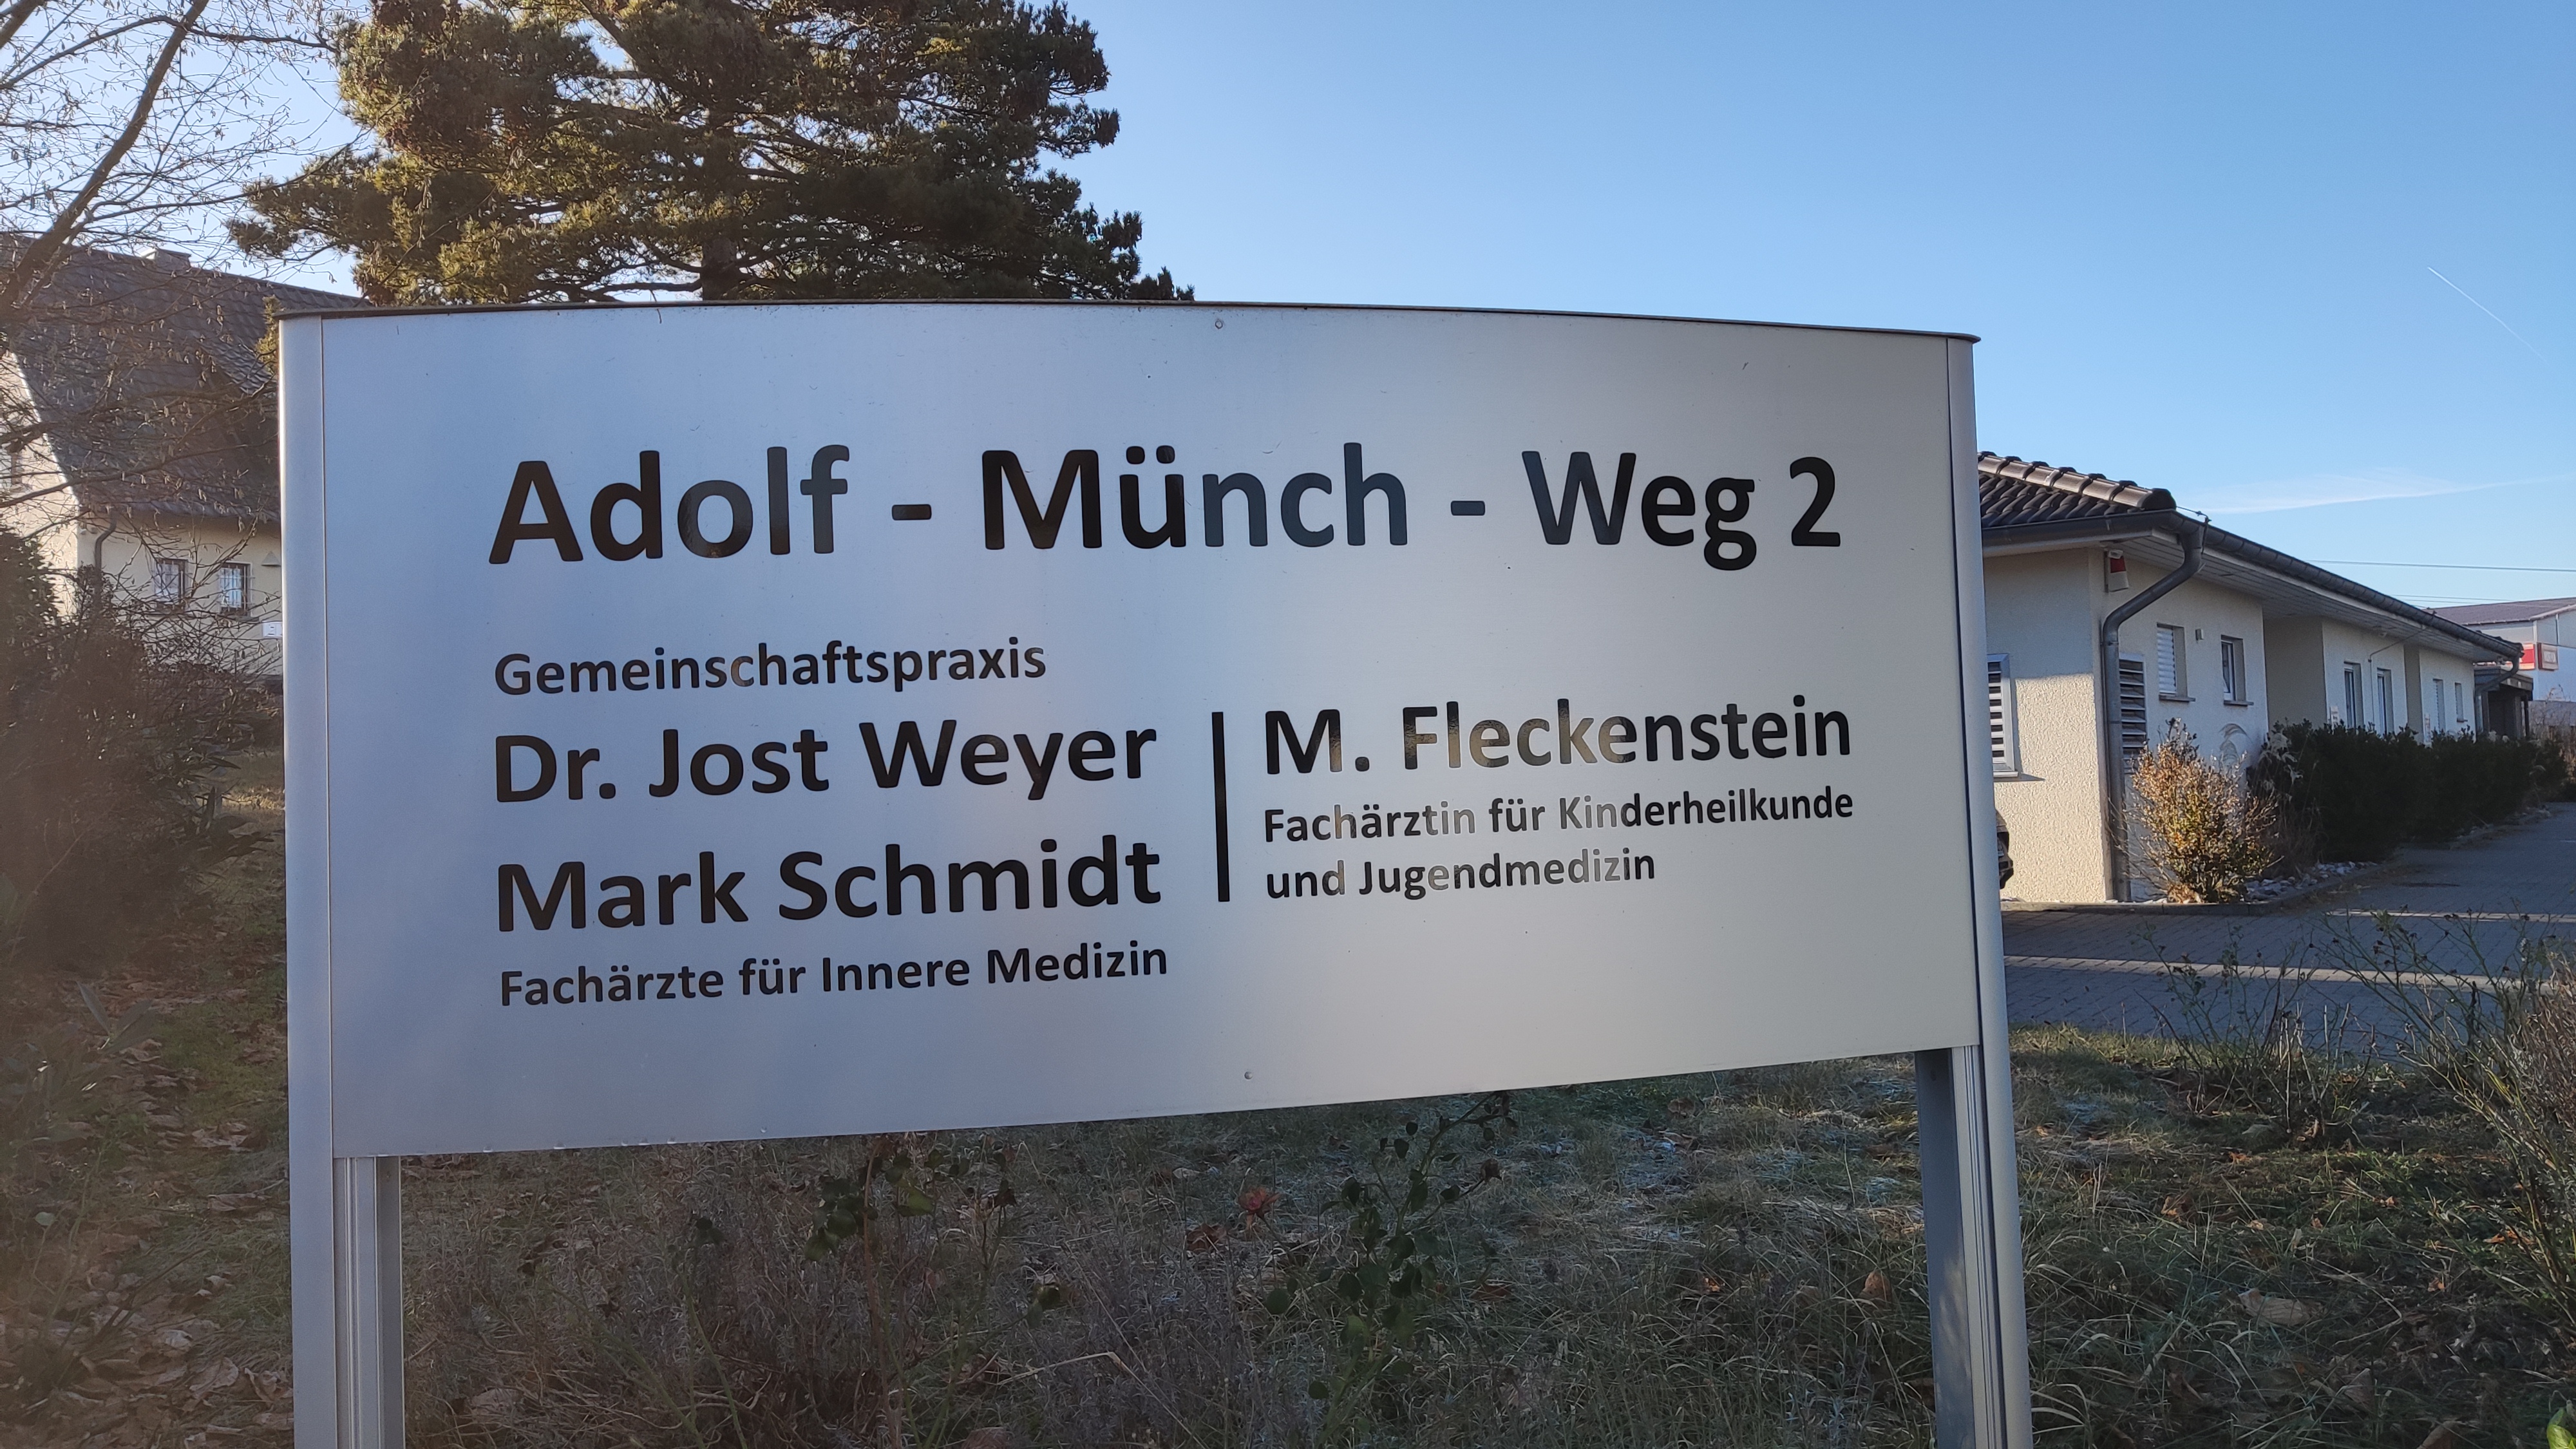 Adolf - Münch - Weg 2
Gemeinschaftspraxis
Dr. Jost Weyer
Mark Schmidt
Fachärzte für Innere Medizin
M. Fleckenstein
Fachärztin für Kinderheilkunde
und Jugendmedizin